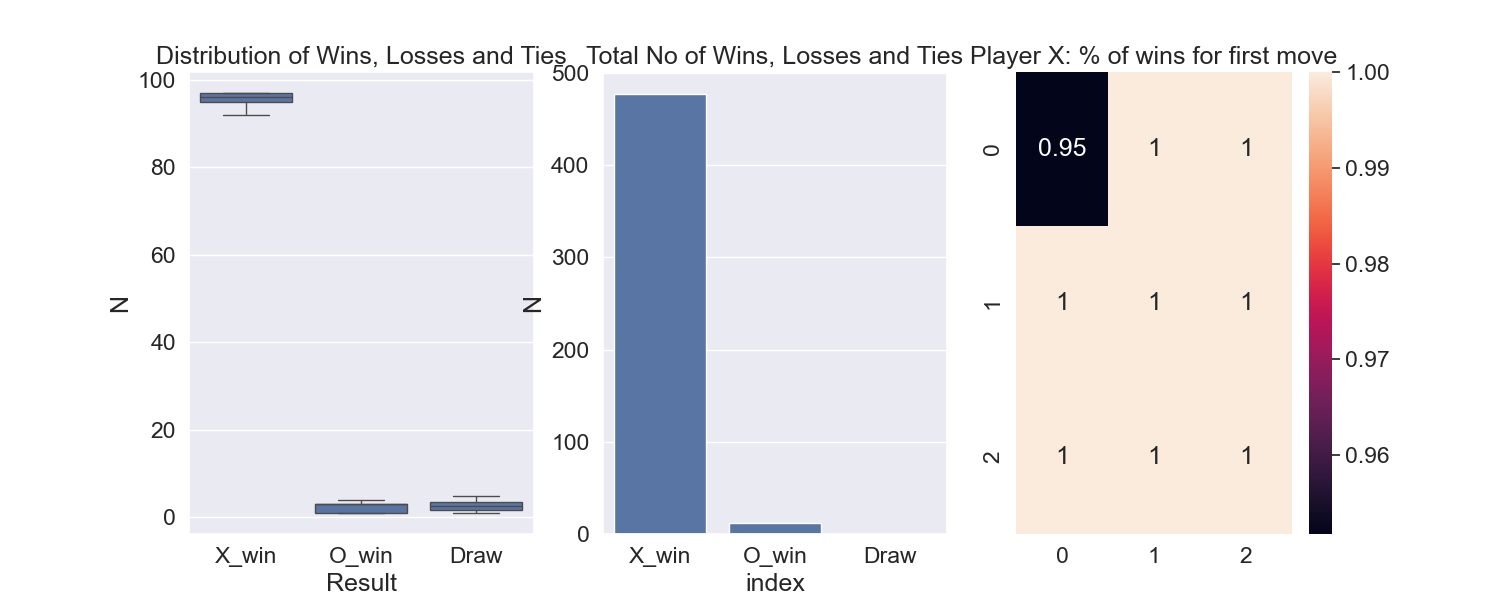 Distribution of Wins, Losses and Ties
100
80
60
40
20
0
N
X_win O_win Draw
Result
Total No of Wins, Losses and Ties
500
400
300
200
100
0
N
X_win O_win Draw
index
Player X: % of wins for first move
0 0.95 1 1
1 1 1 1
2 1 1 1
0 1 2
1.00
0.99
0.98
0.97
0.96